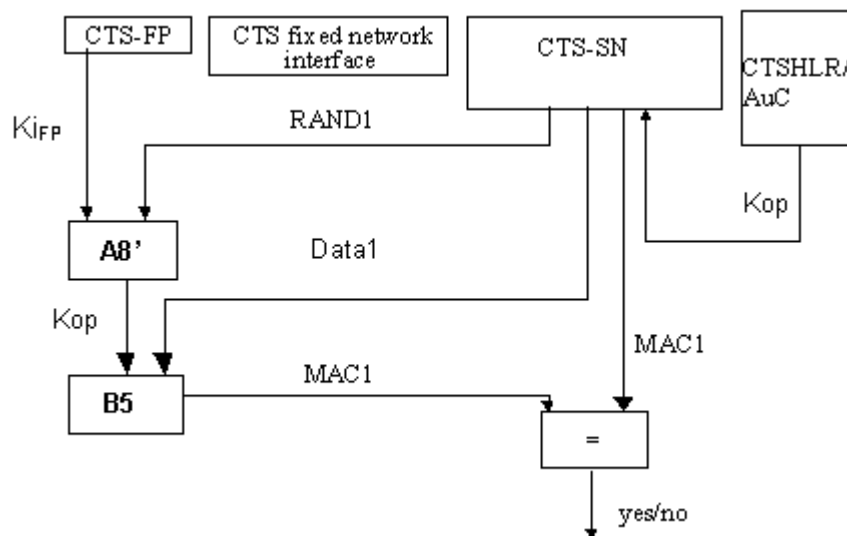 CTS-FP
CTS fixed network
interface
CTS-SN
CTSHLRA
AuC
RAND1
KiFP
Kop
A8’
Data1
Kop
MAC1
MAC1
B5
=
yes/no